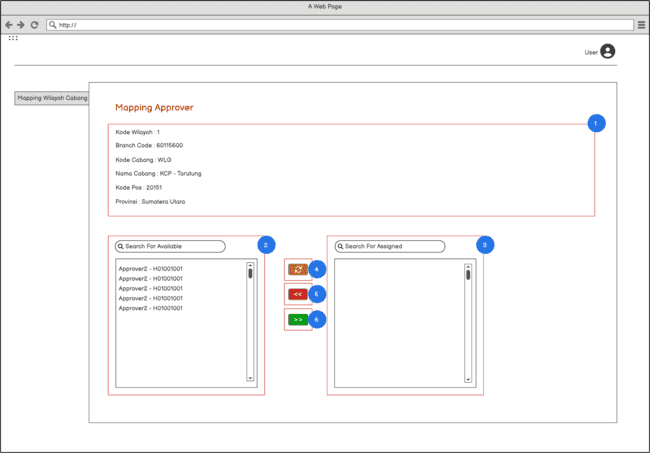 A Web Page
http://
User
Mapping Wilayah Cabang
Mapping Approver
1
Kode Wilayah : 1
Branch Code : 60115600
Kode Cabang : WLG
Nama Cabang : KCP - Tarutung
Kode Pos : 20151
Provinsi : Sumatera Utara
2
Search For Available
Approver2 - H01001001
Approver2 - H01001001
Approver2 - H01001001
Approver2 - H01001001
Approver2 - H01001001
4
<< 5
>> 6
3
Search For Assigned